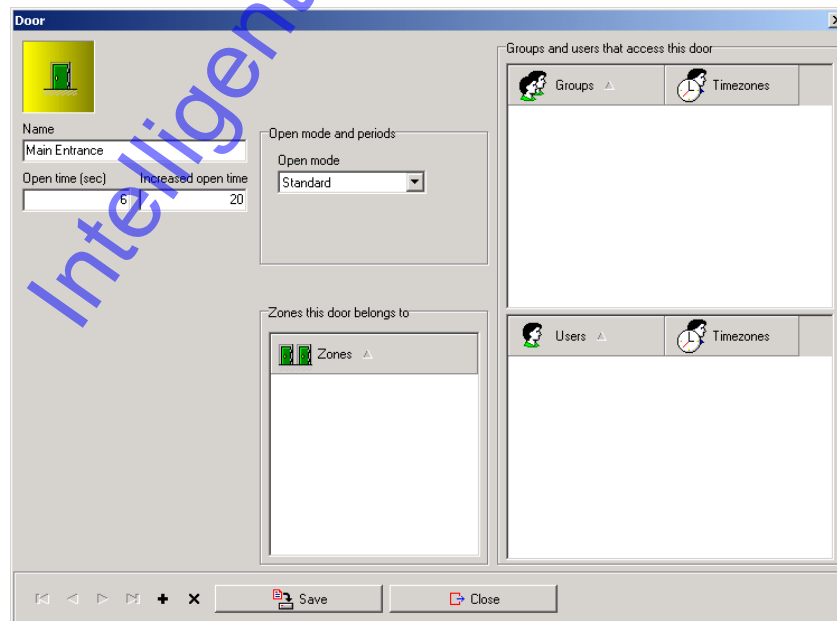 Door
Intelligent
Name
Main Entrance
Open time (sec) Increased open time
6 20
Open mode and periods
Open mode
Standard
Zones this door belongs to
Zones
Groups and users that access this door
Groups Timezones
Users Timezones
Save Close